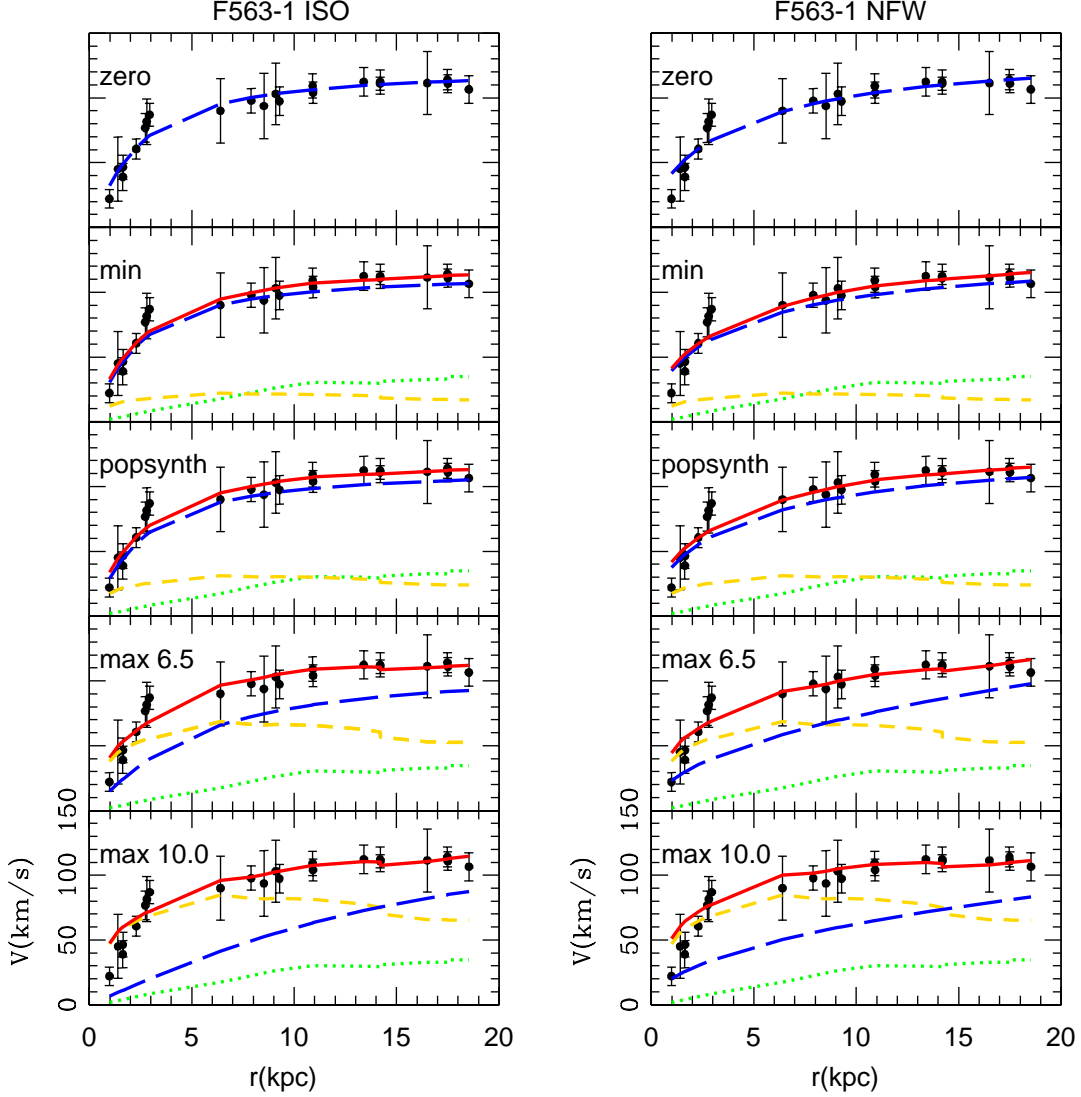 F563-1 ISO
F563-1 NFW
zero
zero
min
min
popsynth
popsynth
max 6.5
max 6.5
max 10.0
max 10.0
V(km/s)
0 50 100 150
V(km/s)
0 50 100 150
0 5 10 15 20
0 5 10 15 20
r(kpc)
r(kpc)